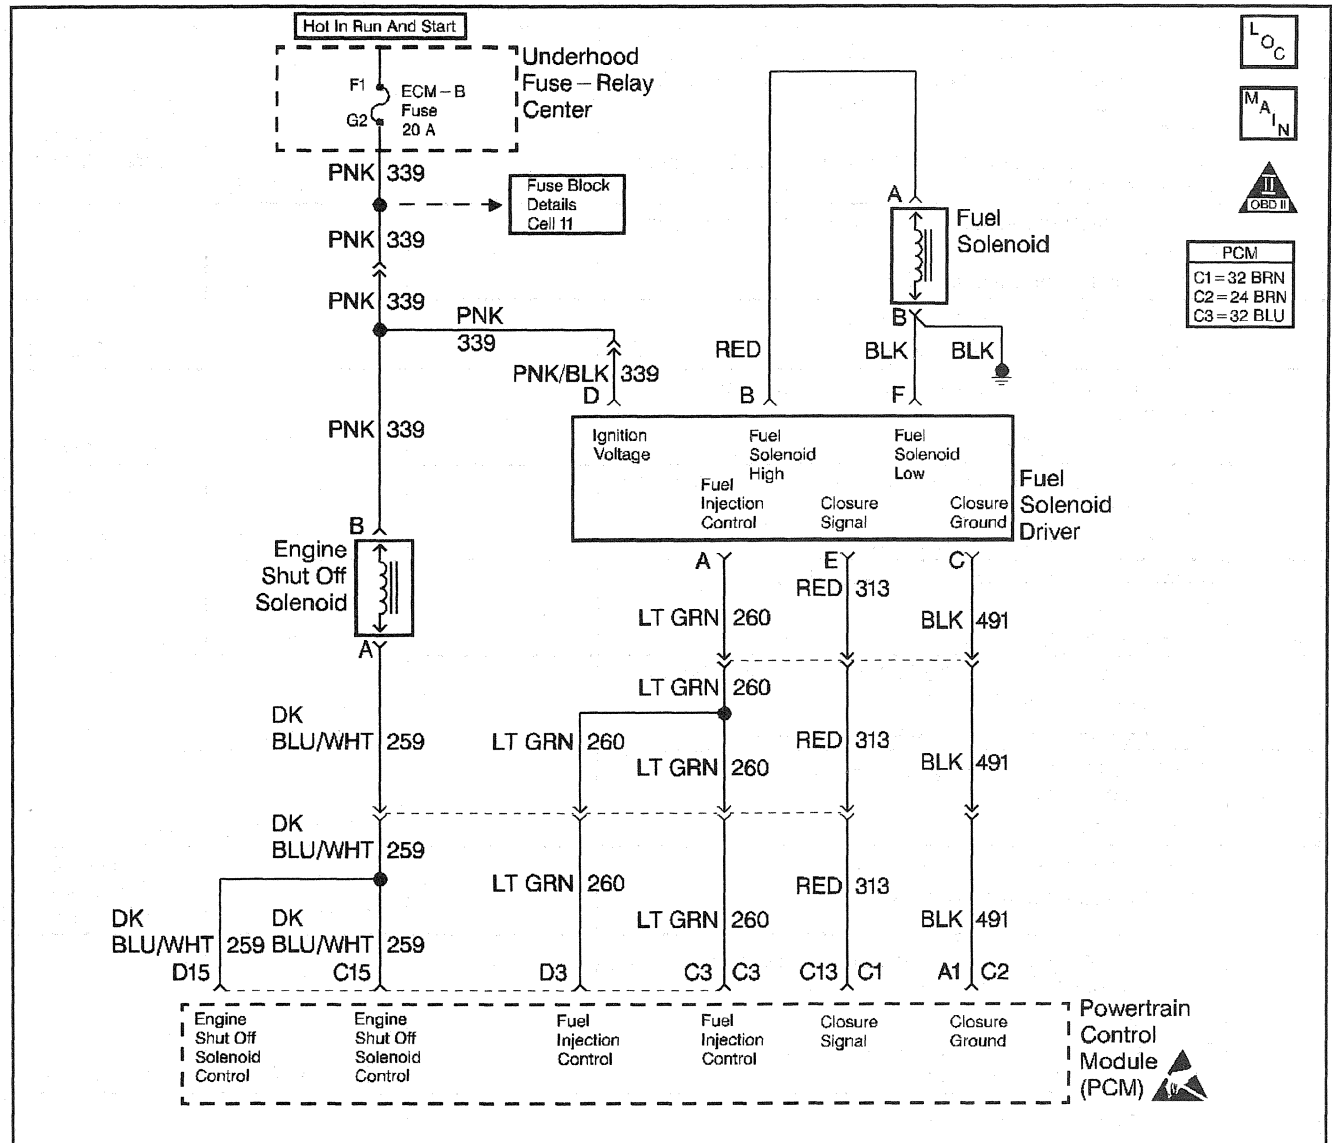 Hot In Run And Start
Underhood
Fuse – Relay
Center
F1
G2
ECM – B
Fuse
20 A
PNK 339
Fuse Block
Details
Cell 11
PNK 339
PNK 339
PNK
339
PNK/BLK 339
D
PNK 339
RED
B
A
Fuel
Solenoid
B
BLK
BLK
F
L
O
C
M
A
I
N
II
OBD II
PCM
C1=32 BRN
C2=24 BRN
C3=32 BLU
Ignition
Voltage
Fuel
Solenoid
High
Fuel
Solenoid
Low
Fuel
Injection
Control
Closure
Signal
Closure
Ground
Fuel
Solenoid
Driver
B
Engine
Shut Off
Solenoid
A
A
E
C
RED 313
LT GRN 260
BLK 491
LT GRN 260
DK
BLU/WHT 259
LT GRN 260
LT GRN 260
RED 313
BLK 491
DK
BLU/WHT 259
LT GRN 260
RED 313
DK
BLU/WHT 259
DK
BLU/WHT 259
LT GRN 260
BLK 491
D15
C15
D3
C3 C3
C13 C1
A1 C2
Engine
Shut Off
Solenoid
Control
Engine
Shut Off
Solenoid
Control
Fuel
Injection
Control
Fuel
Injection
Control
Closure
Signal
Closure
Ground
Powertrain
Control
Module
(PCM)